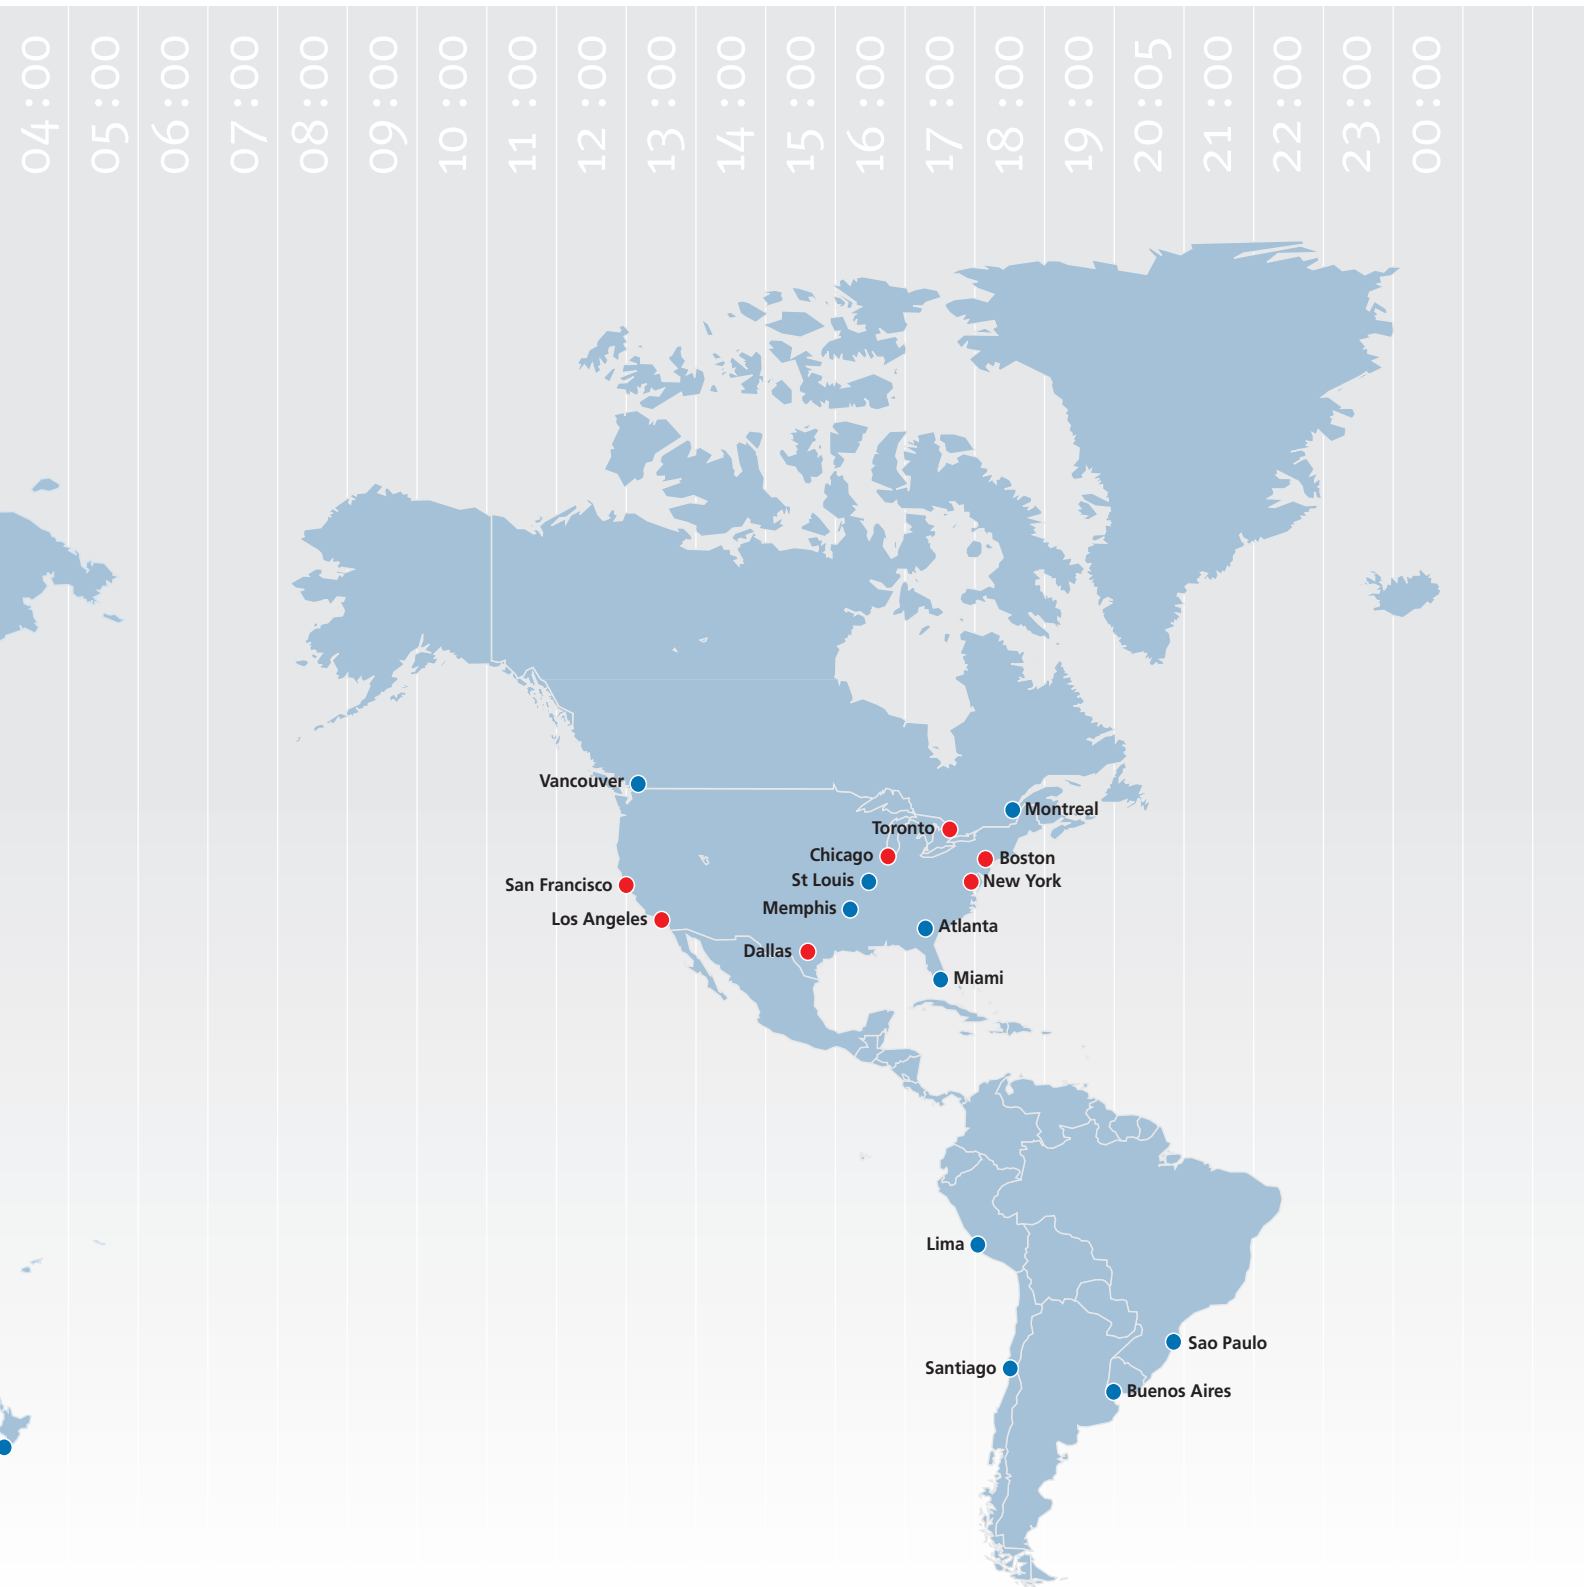 04:00
05:00
06:00
07:00
08:00
09:00
10:00
11:00
12:00
13:00
14:00
15:00
16:00
17:00
18:00
19:00
20:05
21:00
22:00
23:00
00:00
Vancouver
Montreal
Toronto
Chicago
Boston
St Louis
New York
San Francisco
Memphis
Los Angeles
Atlanta
Dallas
Miami
Lima
Sao Paulo
Santiago
Buenos Aires